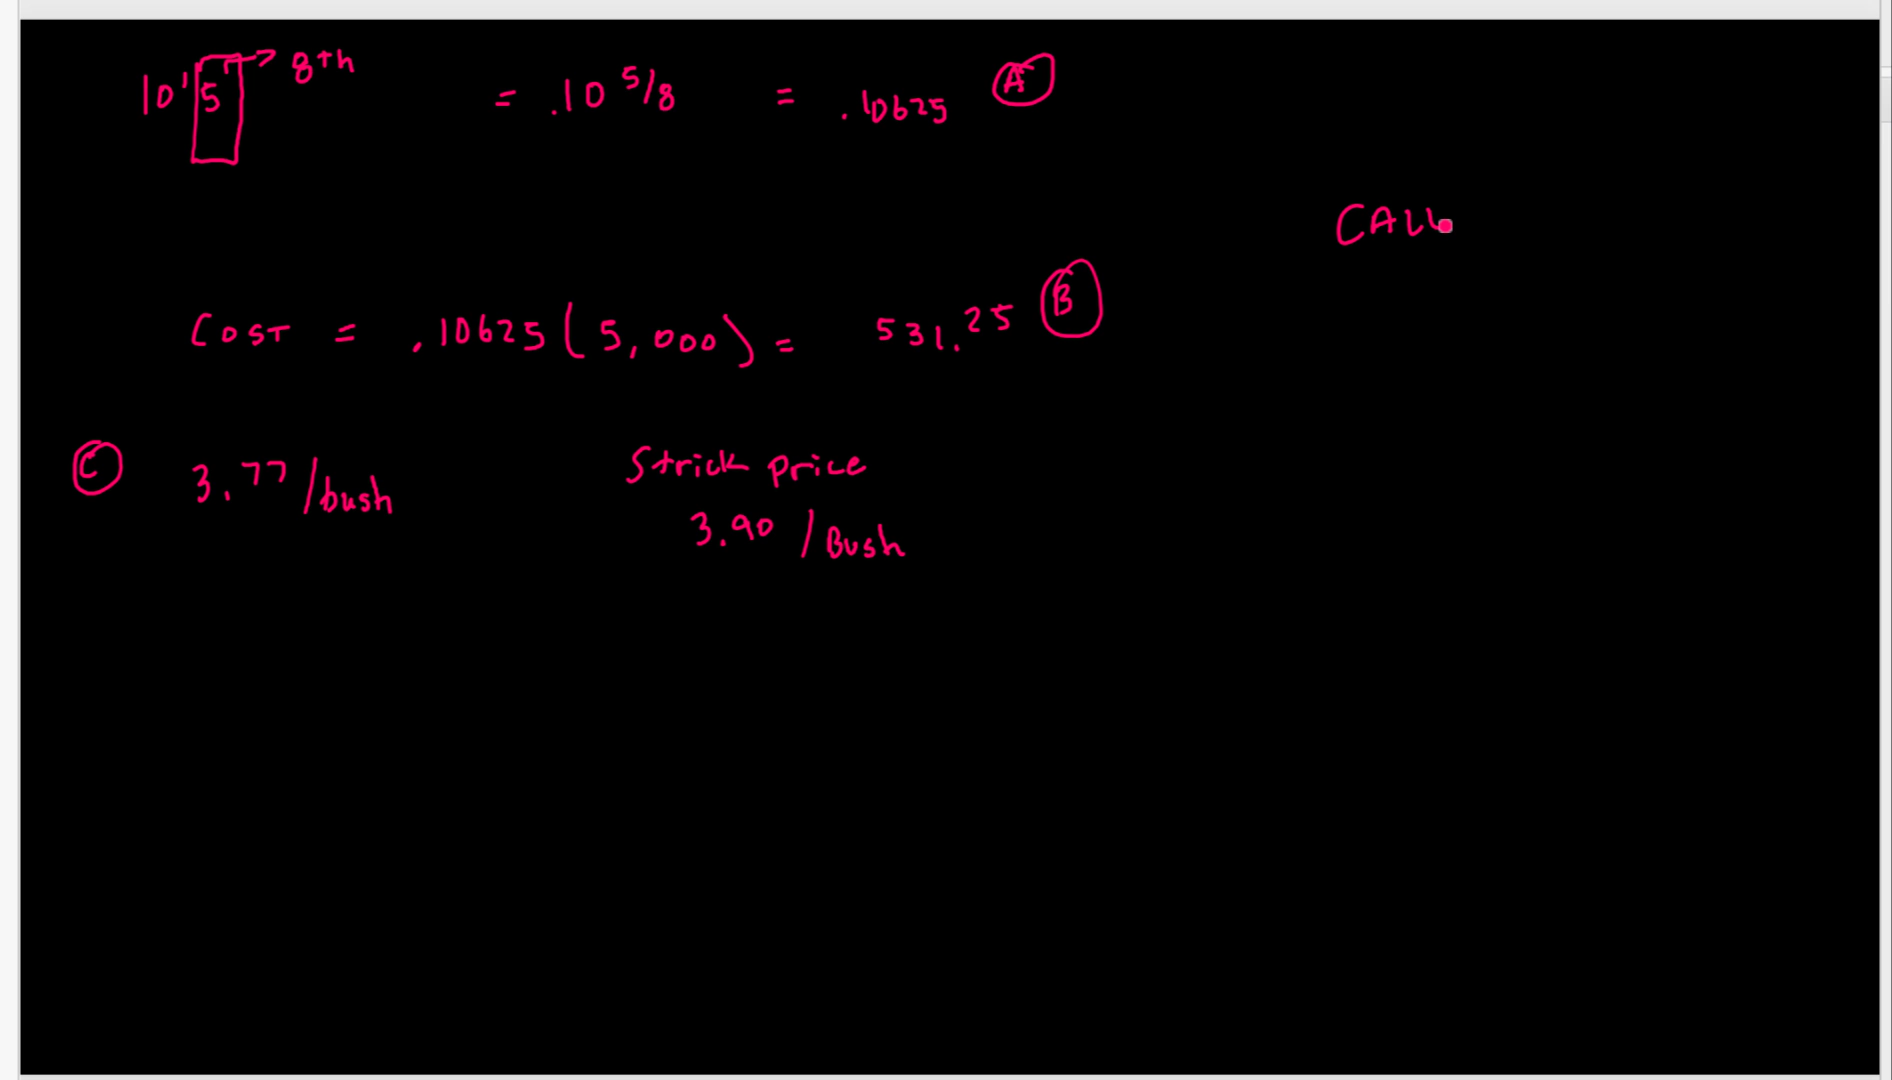 10'5 → 8th = .10 5/8 = .10625 A
CALL
COST = .10625 (5,000) = 531.25 B
C 3.77/bush Strick price
3.90 / Bush